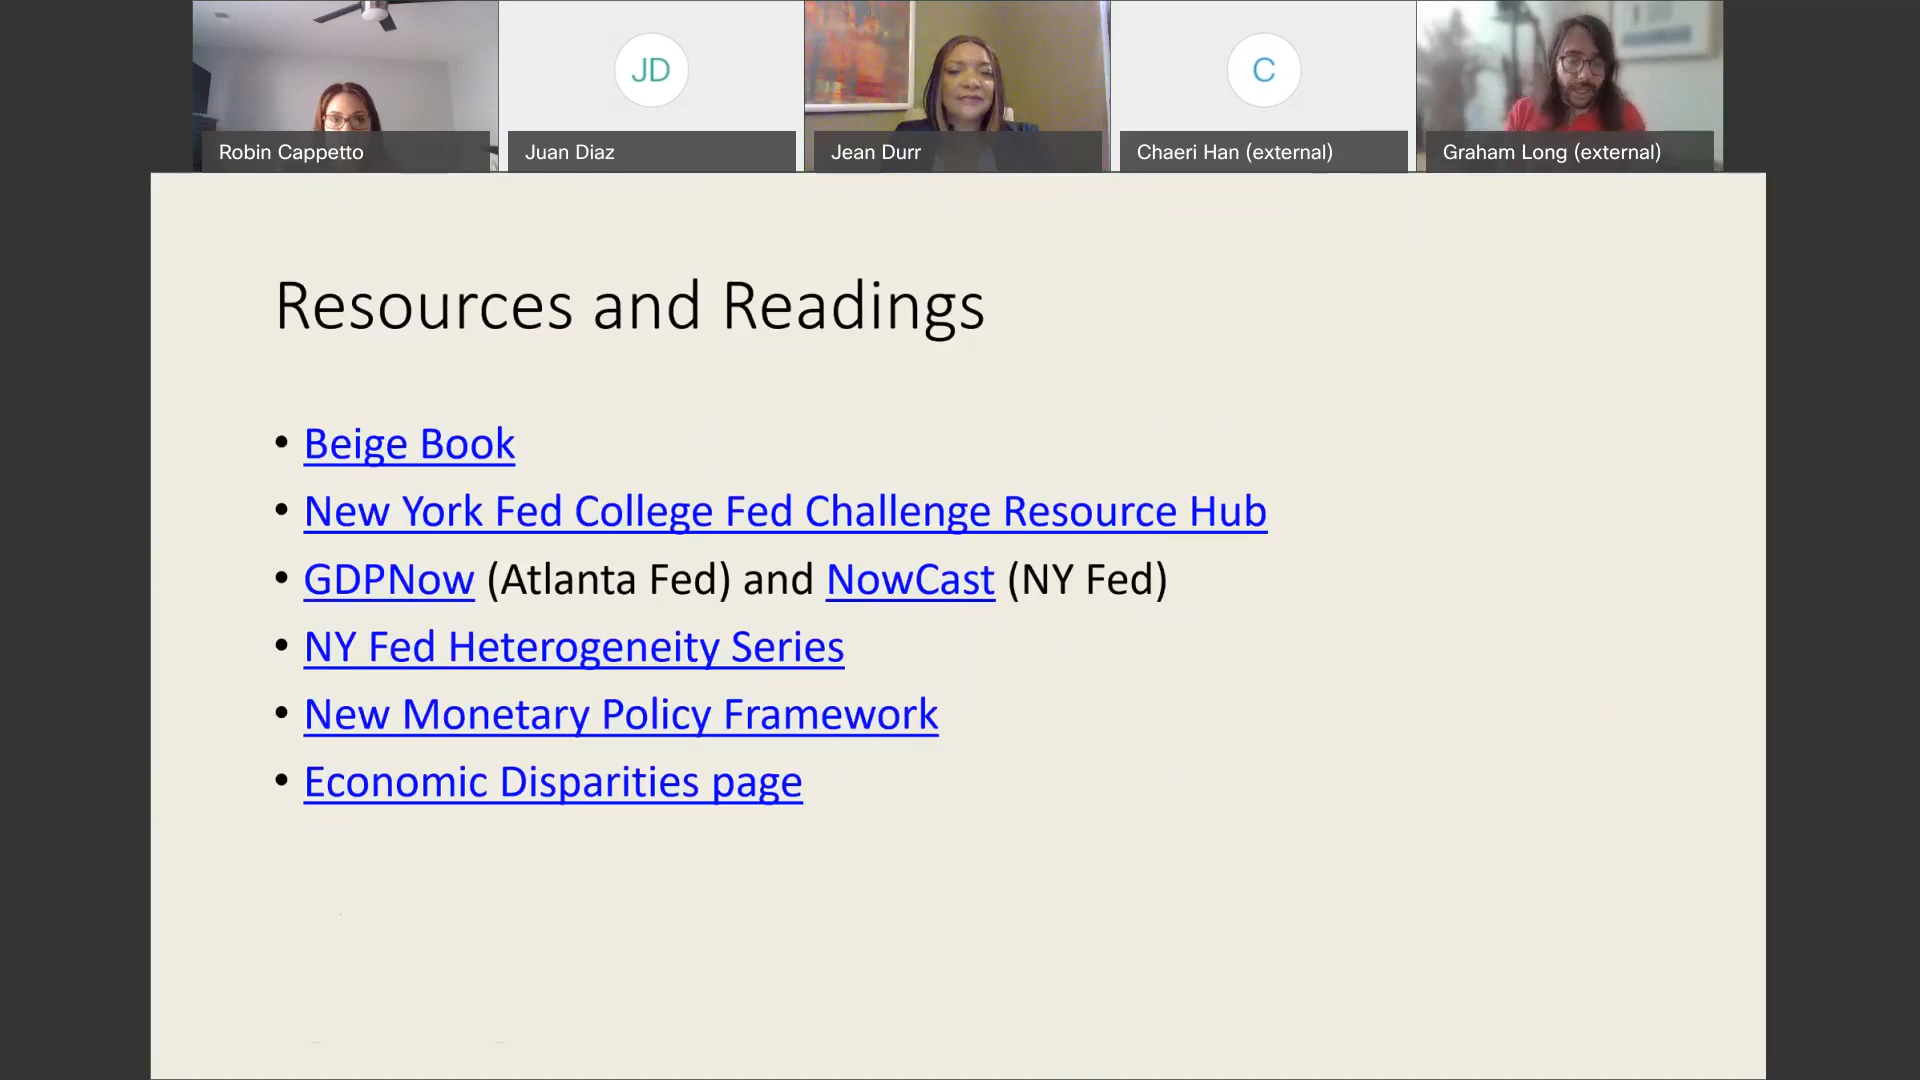 Robin Cappetto
JD
Juan Diaz
Jean Durr
C
Chaeri Han (external)
Graham Long (external)
Resources and Readings
• Beige Book
• New York Fed College Fed Challenge Resource Hub
• GDPNow (Atlanta Fed) and NowCast (NY Fed)
• NY Fed Heterogeneity Series
• New Monetary Policy Framework
• Economic Disparities page